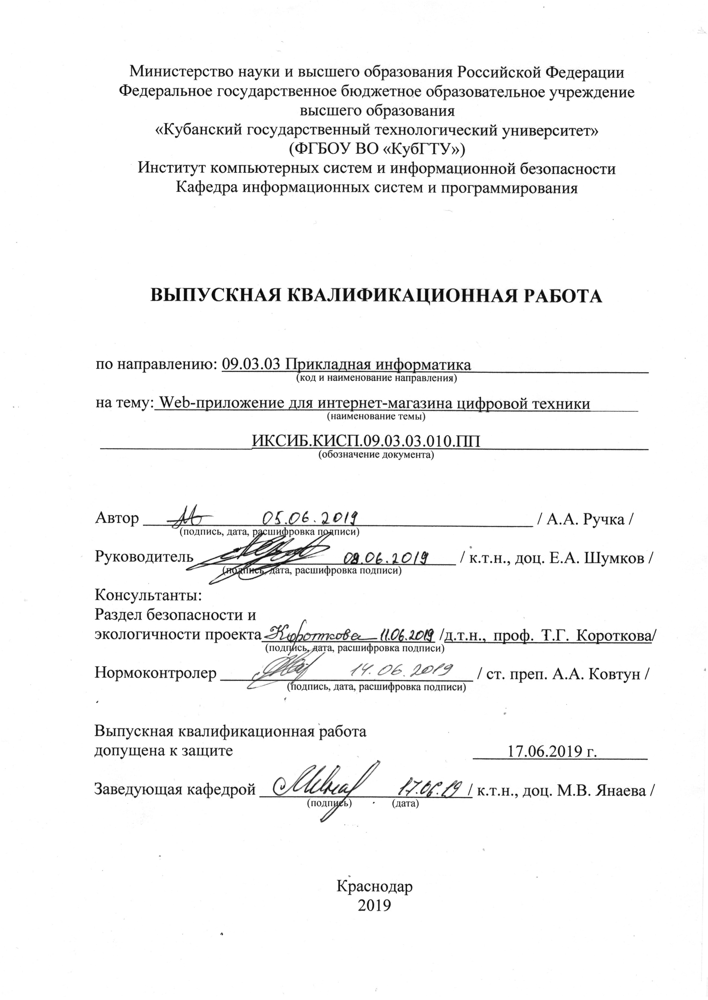 Министерство науки и высшего образования Российской Федерации
Федеральное государственное бюджетное образовательное учреждение
высшего образования
«Кубанский государственный технологический университет»
(ФГБОУ ВО «КубГТУ»)
Институт компьютерных систем и информационной безопасности
Кафедра информационных систем и программирования
ВЫПУСКНАЯ КВАЛИФИКАЦИОННАЯ РАБОТА
по направлению: 09.03.03 Прикладная информатика
(код и наименование направления)
на тему: Web-приложение для интернет-магазина цифровой техники
(наименование темы)
ИКСИБ.КИСП.09.03.03.010.ПП
(обозначение документа)
Автор 05.06.2019 / А.А. Ручка /
(подпись, дата, расшифровка подписи)
Руководитель 08.06.2019 / к.т.н., доц. Е.А. Шумков /
(подпись, дата, расшифровка подписи)
Консультанты:
Раздел безопасности и
экологичности проекта Короткова 11.06.2019 /д.т.н., проф. Т.Г. Короткова/
(подпись, дата, расшифровка подписи)
Нормоконтролер 14.06.2019 / ст. преп. А.А. Ковтун /
(подпись, дата, расшифровка подписи)
Выпускная квалификационная работа
допущена к защите 17.06.2019 г.
Заведующая кафедрой 17.06.19 / к.т.н., доц. М.В. Янаева /
(подпись) (дата)
Краснодар
2019